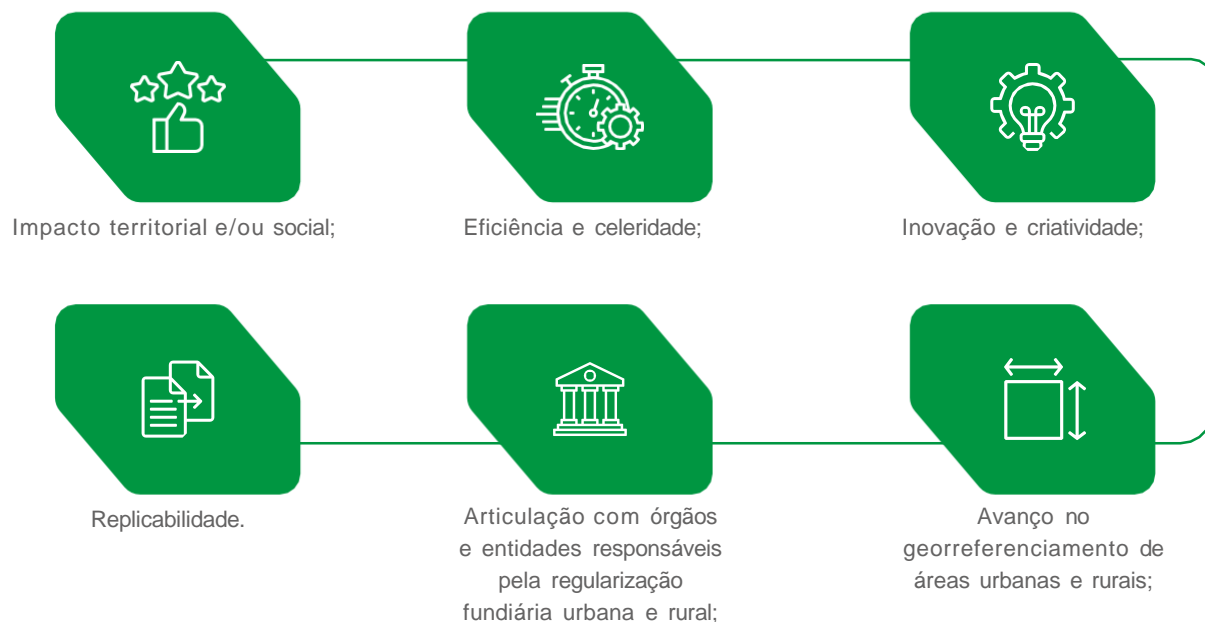 Impacto territorial e/ou social;
Eficiência e celeridade;
Inovação e criatividade;
Avanço no
georreferenciamento de
áreas urbanas e rurais;
Articulação com órgãos
e entidades responsáveis
pela regularização
fundiária urbana e rural;
Replicabilidade.